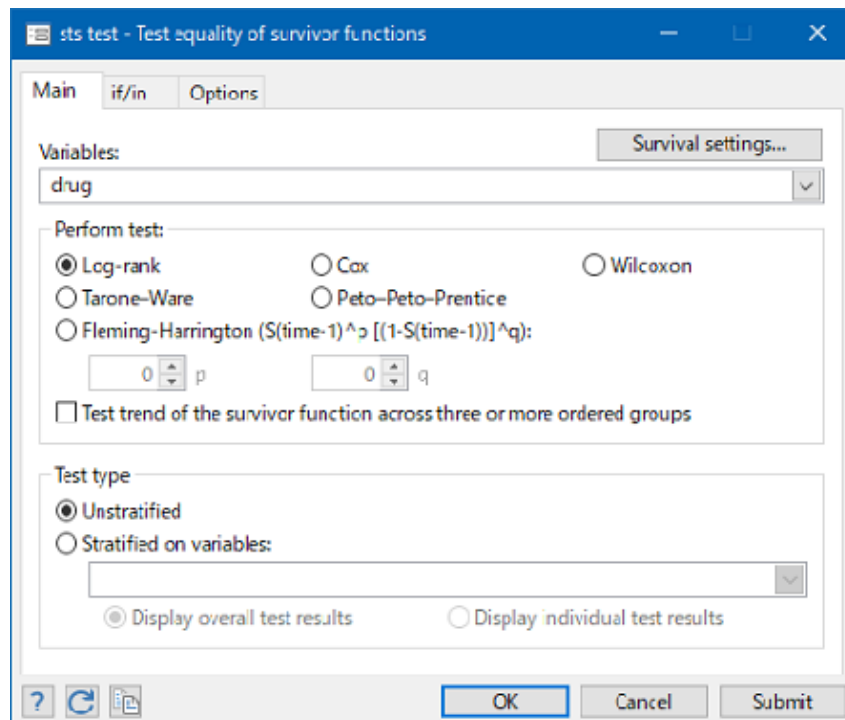 sts test - Test equality of survivor functions
Main if/in Options
Survival settings...
Variables:
drug
Perform test:
Log-rank Cox Wilcoxon
Tarone-Ware Peto-Peto-Prentice
Fleming-Harrington (S(time-1)^p [(1-S(time-1))]^q):
0 p 0 q
Test trend of the survivor function across three or more ordered groups
Test type
Unstratified
Stratified on variables:
Display overall test results Display individual test results
? OK Cancel Submit